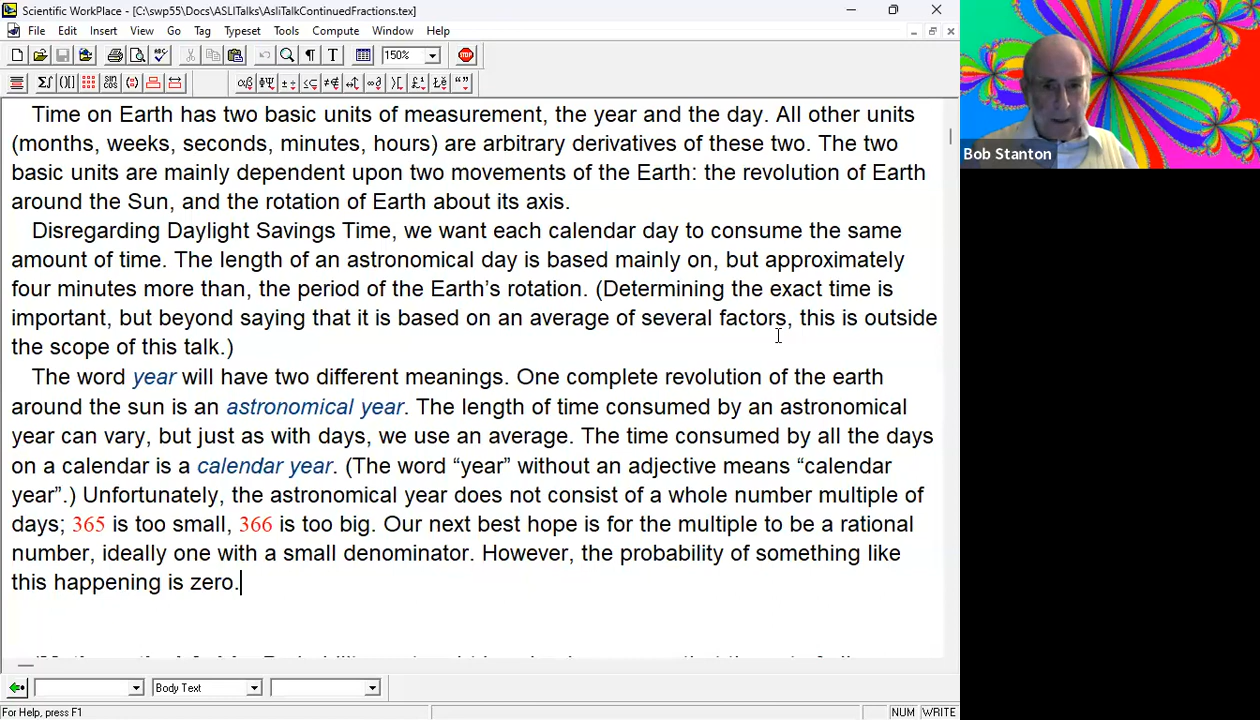 Scientific WorkPlace - [C:\swp55\Docs\ASLITalks\AsliTalkContinuedFractions.tex]
File Edit Insert View Go Tag Typeset Tools Compute Window Help
150%
STOP
Time on Earth has two basic units of measurement, the year and the day. All other units
(months, weeks, seconds, minutes, hours) are arbitrary derivatives of these two. The two
basic units are mainly dependent upon two movements of the Earth: the revolution of Earth
around the Sun, and the rotation of Earth about its axis.
Disregarding Daylight Savings Time, we want each calendar day to consume the same
amount of time. The length of an astronomical day is based mainly on, but approximately
four minutes more than, the period of the Earth's rotation. (Determining the exact time is
important, but beyond saying that it is based on an average of several factors, this is outside
the scope of this talk.)
The word year will have two different meanings. One complete revolution of the earth
around the sun is an astronomical year. The length of time consumed by an astronomical
year can vary, but just as with days, we use an average. The time consumed by all the days
on a calendar is a calendar year. (The word “year” without an adjective means “calendar
year”.) Unfortunately, the astronomical year does not consist of a whole number multiple of
days; 365 is too small, 366 is too big. Our next best hope is for the multiple to be a rational
number, ideally one with a small denominator. However, the probability of something like
this happening is zero.
Body Text
For Help, press F1
NUM WRITE
Bob Stanton